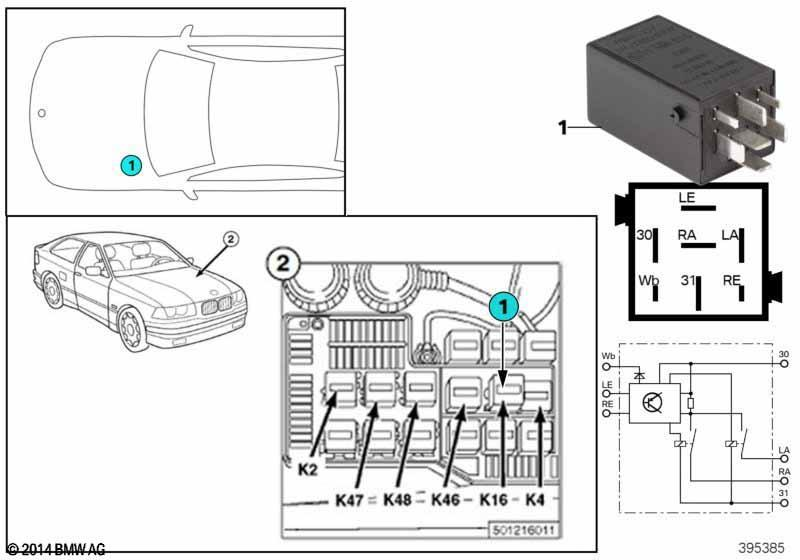 1
1
LE
30
RA
LA
Wb
31
RE
2
2
1
K2
K47
K48
K46
K16
K4
501216011
Wb
LE
RE
30
LA
RA
31
© 2014 BMW AG
395385